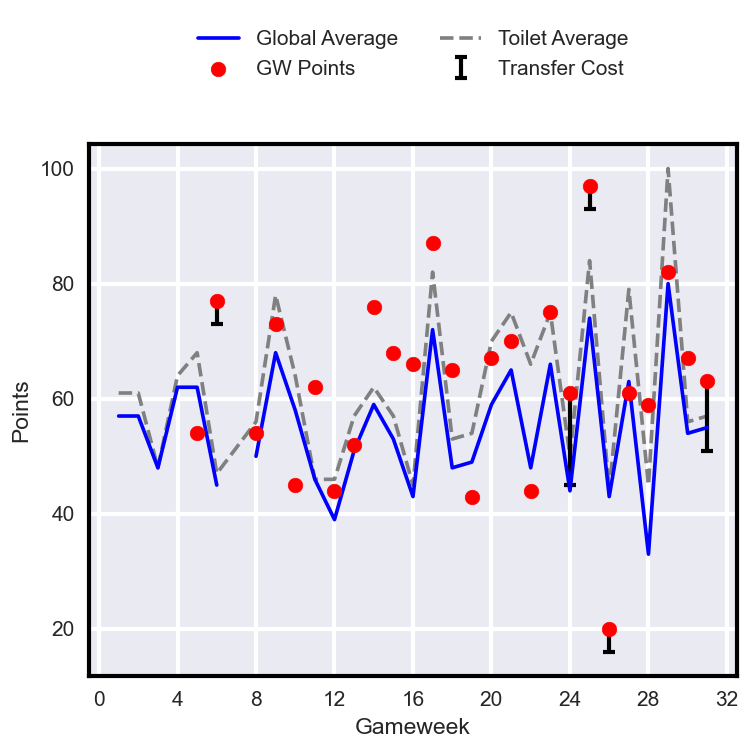 Global Average
Toilet Average
GW Points
Transfer Cost
100
80
60
40
20
Points
0 4 8 12 16 20 24 28 32
Gameweek